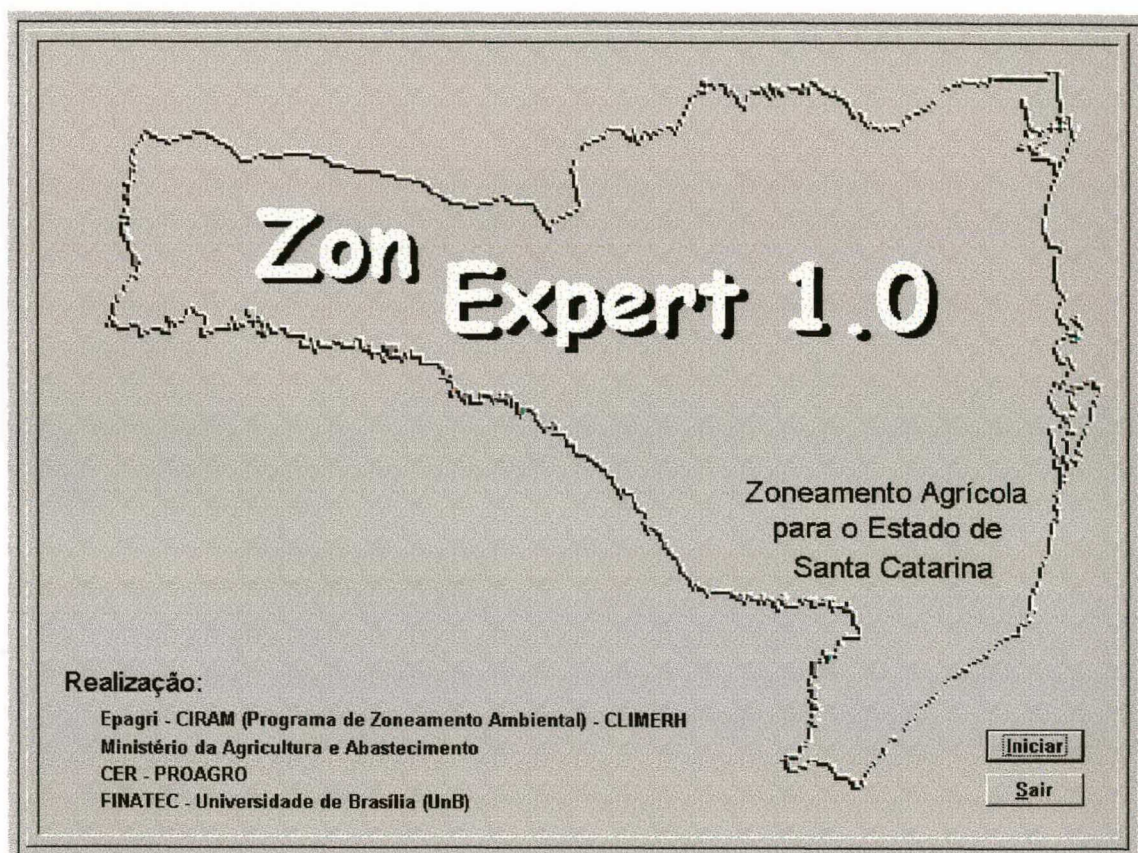 Zon
Expert 1.0
Zoneamento Agrícola
para o Estado de
Santa Catarina
Realização:
Epagri - CIRAM (Programa de Zoneamento Ambiental) - CLIMERH
Ministério da Agricultura e Abastecimento
CER - PROAGRO
FINATEC - Universidade de Brasília (UnB)
Iniciar
Sair